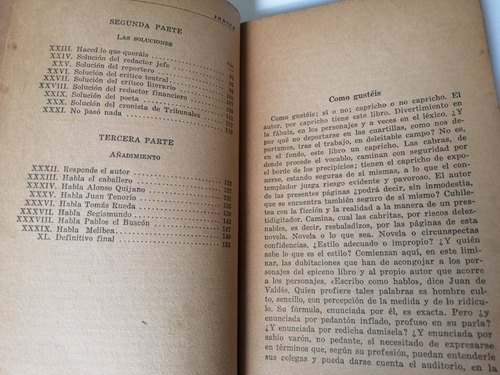 INDICE
SEGUNDA PARTE
LAS SOLUCIONES
XXIII. Haced lo que queráis
XXIV. Solución del redactor jefe
XXV. Solución del reportero
XXVI. Solución del crítico teatral
XXVII. Solución del crítico literario
XXVIII. Solución del redactor financiero
XXIX. Solución del poeta
XXX. Solución del cronista de Tribunales
XXXI. No pasó nada
TERCERA PARTE
AÑADIMIENTO
XXXII. Responde el autor
XXXIII. Habla el caballero
XXXIV. Habla Alonso Quijano
XXXV. Habla Juan Tenorio
XXXVI. Habla Tomás Rueda
XXXVII. Habla Segismundo
XXXVIII. Habla Pablos el Buscón
XXXIX. Habla Melibea
XL. Definitivo final
Como gustéis
Como gustéis; sí o no; capricho o no capricho. El
autor, por capricho tiene este libro. Divertimiento en
la fábula, en los personajes y a veces en el léxico. ¿Y
por qué no deportarse en las cuartillas, como nos de-
portamos, tras el trabajo, en deleitable campo? No es,
en el fondo, este libro un capricho. Las cabras, de
donde procede el vocablo, caminan con seguridad por
el borde de los precipicios; tienen el capricho de expo-
nerse, estando seguras de sí mismas, a lo que el con-
templador juzga riesgo evidente y pavoroso. El autor
de las presentes páginas ¿podrá decir, sin inmodestia,
que se encuentra también seguro de sí mismo? Cubile-
tea con la ficción y la realidad a la manera de un pres-
tidigitador. Camina, cual las cabritas, por riscos delez-
nables, es decir, resbaladizos, por las páginas de esta
novela. Novela o lo que sea. Novela o circunspectas
confidencias. ¿Estilo adecuado o impropio? ¿Y quién
sabe lo que es el estilo? Comienzan aquí, en este limi-
nar, las dubitaciones que han de acongojar a los perso-
najes del epiceno libro y al propio autor que acorre
a los personajes. «Escribo como hablo», dice Juan de
Valdés. Quien profiere tales palabras es hombre culto,
sencillo, con percepción de la medida y de lo ridícu-
lo. Su fórmula, enunciada por él, es exacta. Pero ¿y
enunciada por pedantón inflado, profuso en su parla?
¿Y enunciada por redicha damisela? ¿Y enunciada por
sabio varón, no pedante, si necesitado de expresarse
en términos que, según su profesión, puedan entenderle
sus colegas y pueda darse cuenta el auditorio, en la